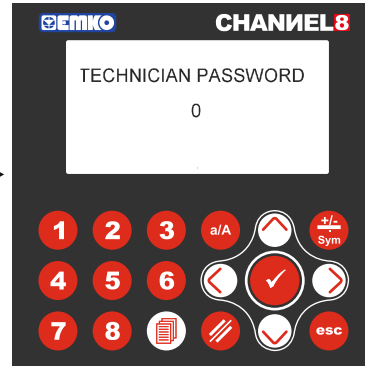 EMKO CHANNEL8
TECHNICIAN PASSWORD
0
1 2 3 a/A +/- Sym
4 5 6
7 8 esc